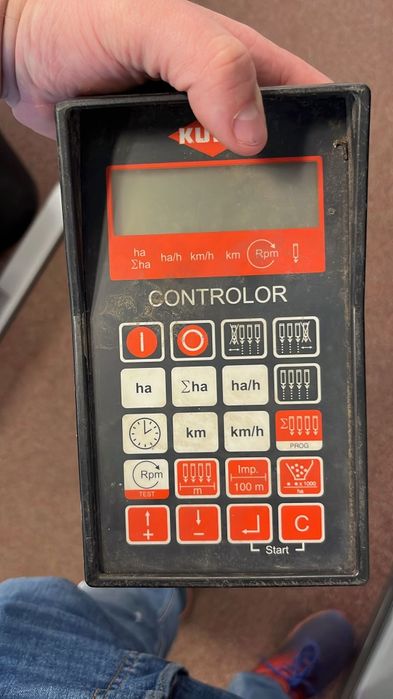 ha ha/h km/h km Rpm
Σha
CONTROLOR
ha Σha ha/h
km km/h Σ
PROG
Rpm Imp.
TEST m 100 m * * x 1000
ha
+ - C
Start